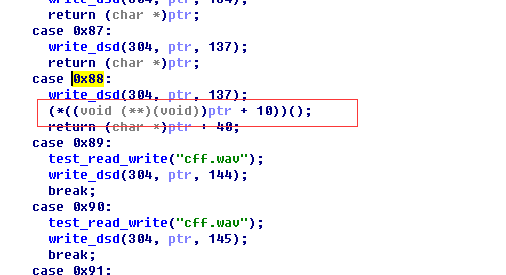 write_dsd(304, ptr, 104);
return (char *)ptr;
case 0x87:
write_dsd(304, ptr, 137);
return (char *)ptr;
case 0x88:
write_dsd(304, ptr, 137);
(*((void (**)(void))ptr + 10))();
return (char *)ptr + 40;
case 0x89:
test_read_write("cff.wav");
write_dsd(304, ptr, 144);
break;
case 0x90:
test_read_write("cff.wav");
write_dsd(304, ptr, 145);
break;
case 0x91: